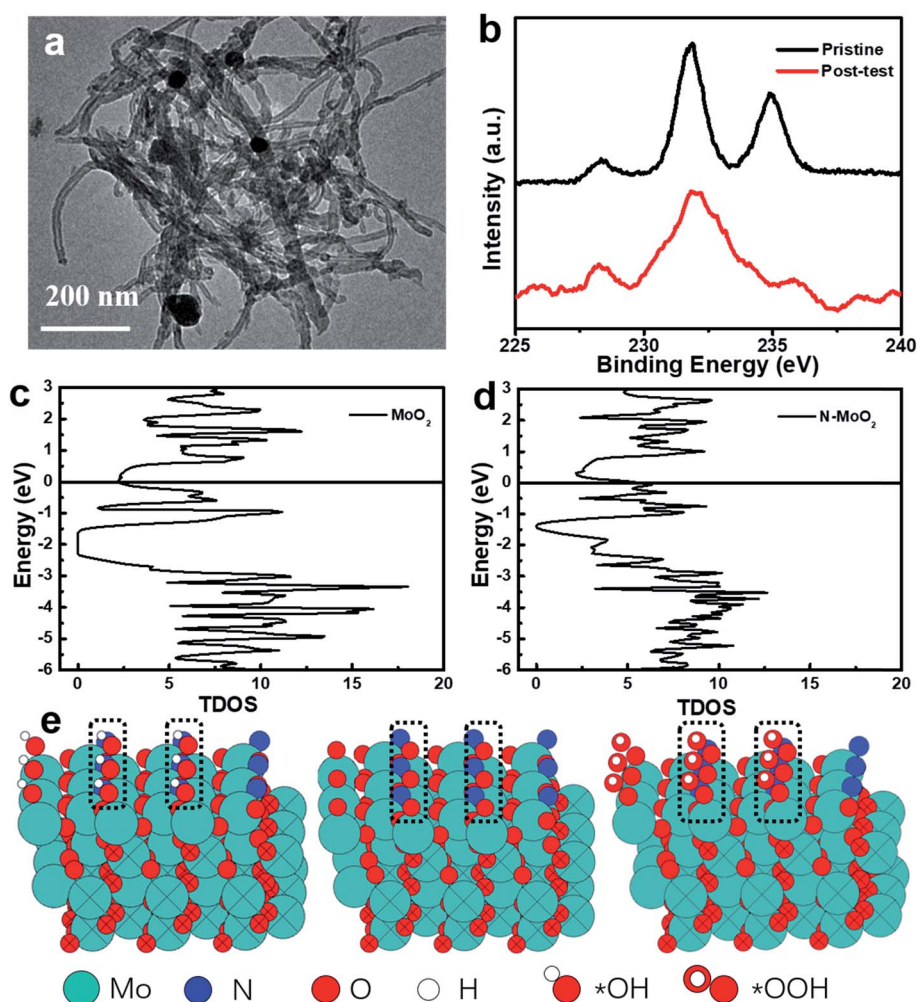 a
200 nm
b
Pristine
Post-test
Intensity (a.u.)
225 230 235 240
Binding Energy (eV)
c
3
2
1
0
-1
-2
-3
-4
-5
-6
Energy (eV)
MoO₂
0 5 10 15 20
TDOS
d
3
2
1
0
-1
-2
-3
-4
-5
-6
Energy (eV)
N-MoO₂
0 5 10 15 20
TDOS
e
Mo N O H *OH *OOH